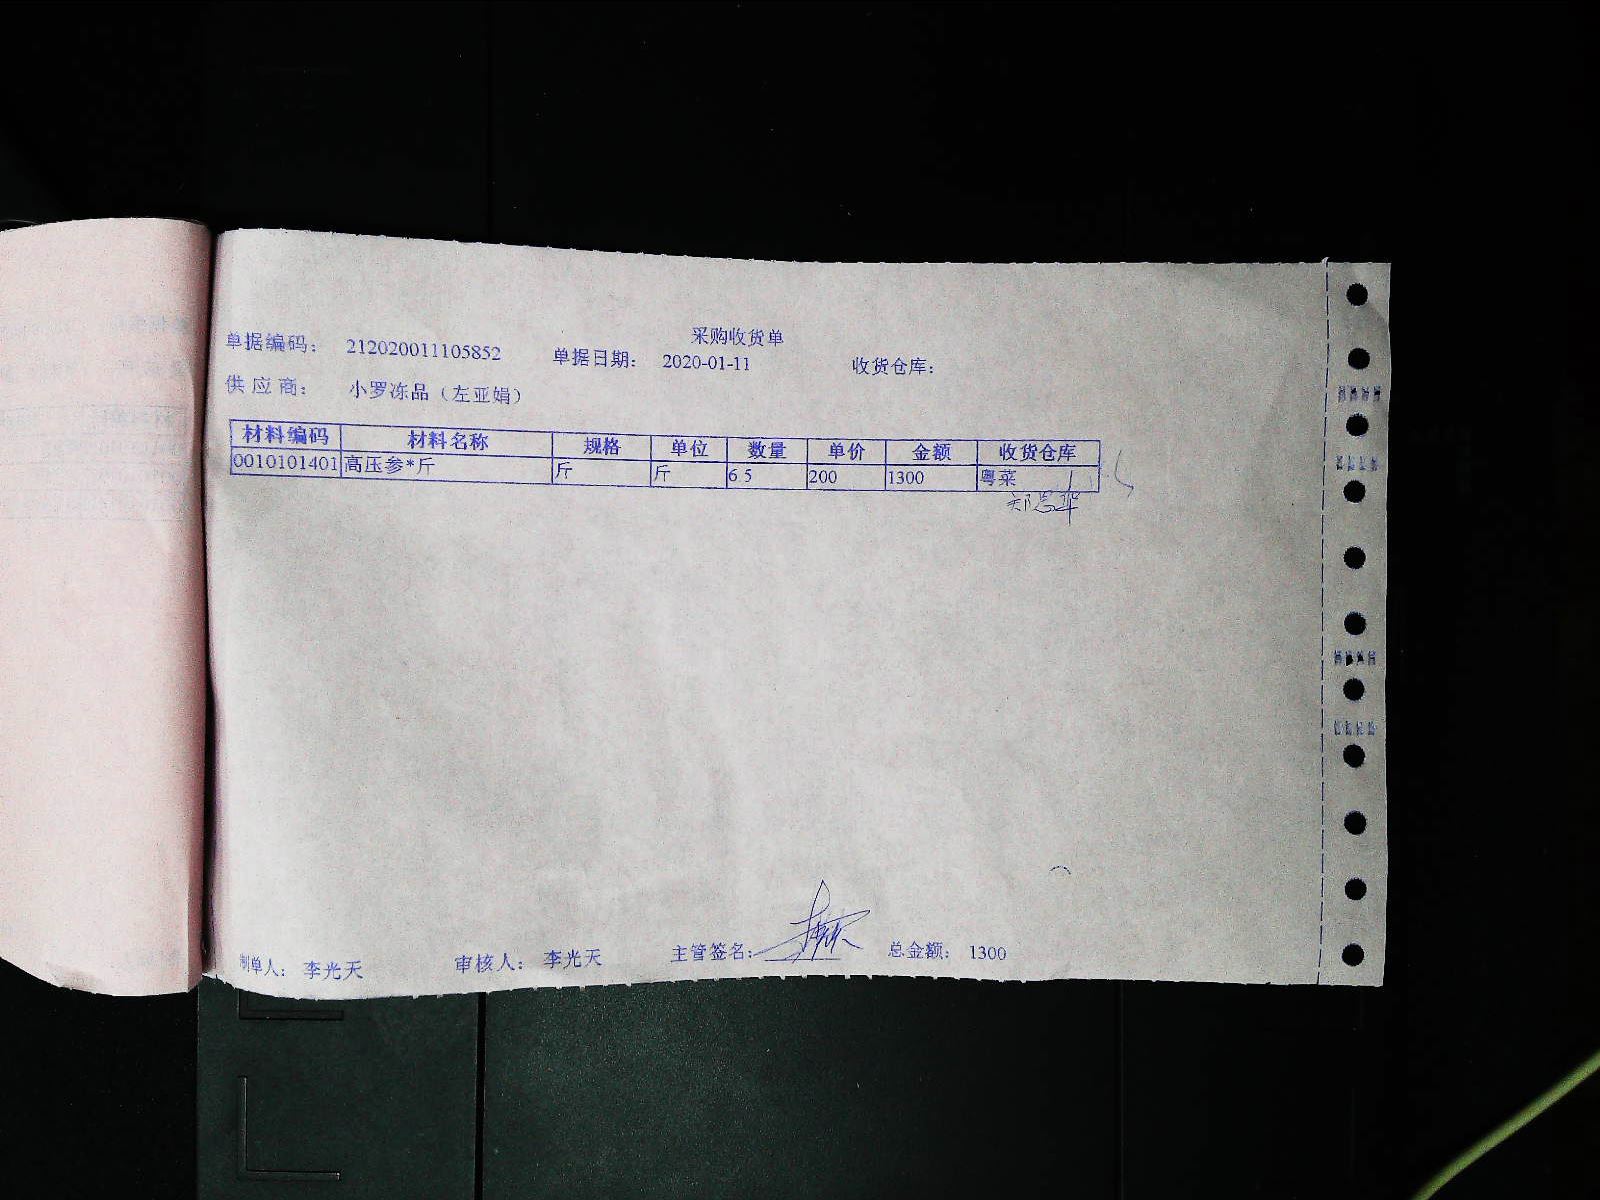 采购收货单
单据编码： 212020011105852 单据日期： 2020-01-11 收货仓库：
供应商： 小罗冻品（左亚娟）
材料编码 材料名称 规格 单位 数量 单价 金额 收货仓库
0010101401 高压参*斤 斤 斤 6.5 200 1300 粤菜
制单人： 李光天 审核人： 李光天 主管签名： 总金额： 1300